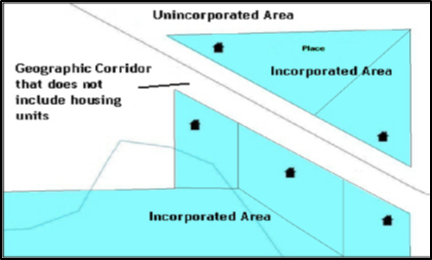 Unincorporated Area
Place
Incorporated Area
Geographic Corridor
that does not
include housing
units
Incorporated Area